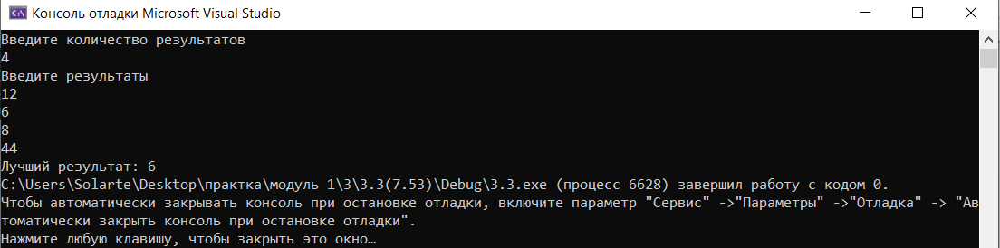 Консоль отладки Microsoft Visual Studio
Введите количество результатов
4
Введите результаты
12
6
8
44
Лучший результат: 6
C:\Users\Solarte\Desktop\практка\модуль 1\3\3.3(7.53)\Debug\3.3.exe (процесс 6628) завершил работу с кодом 0.
Чтобы автоматически закрывать консоль при остановке отладки, включите параметр "Сервис" ->"Параметры" ->"Отладка" -> "Ав
томатически закрыть консоль при остановке отладки".
Нажмите любую клавишу, чтобы закрыть это окно…